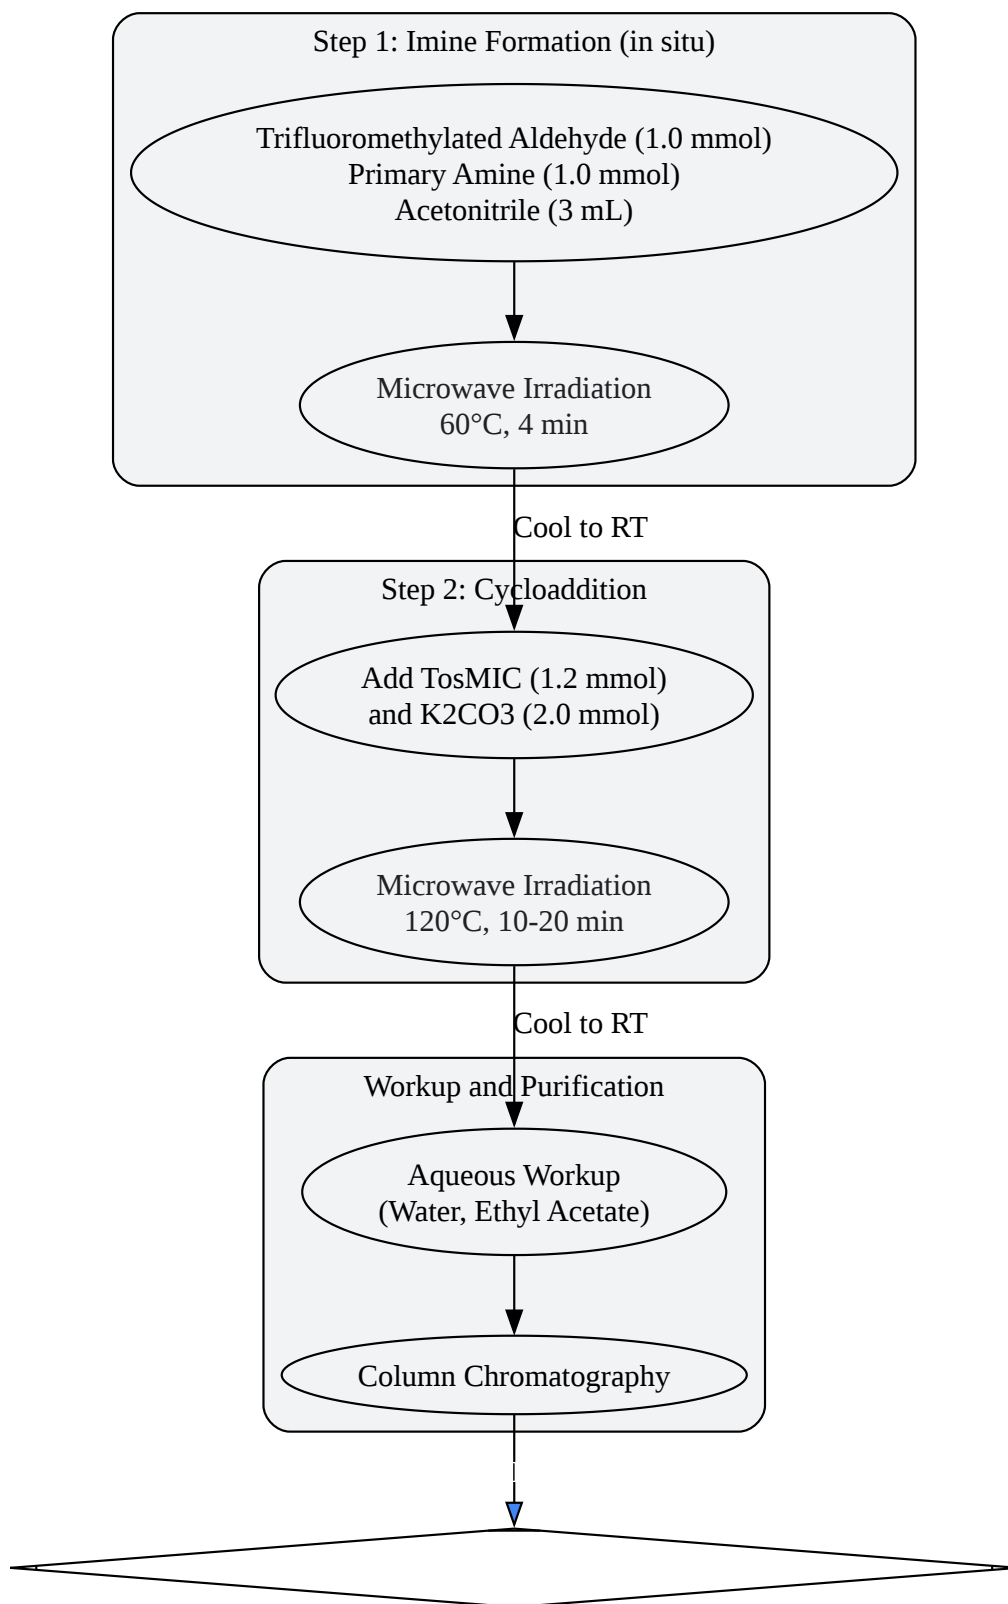 Step 1: Imine Formation (in situ)
Trifluoromethylated Aldehyde (1.0 mmol)
Primary Amine (1.0 mmol)
Acetonitrile (3 mL)
Microwave Irradiation
60°C, 4 min
Cool to RT
Step 2: Cycloaddition
Add TosMIC (1.2 mmol)
and K2CO3 (2.0 mmol)
Microwave Irradiation
120°C, 10-20 min
Cool to RT
Workup and Purification
Aqueous Workup
(Water, Ethyl Acetate)
Column Chromatography